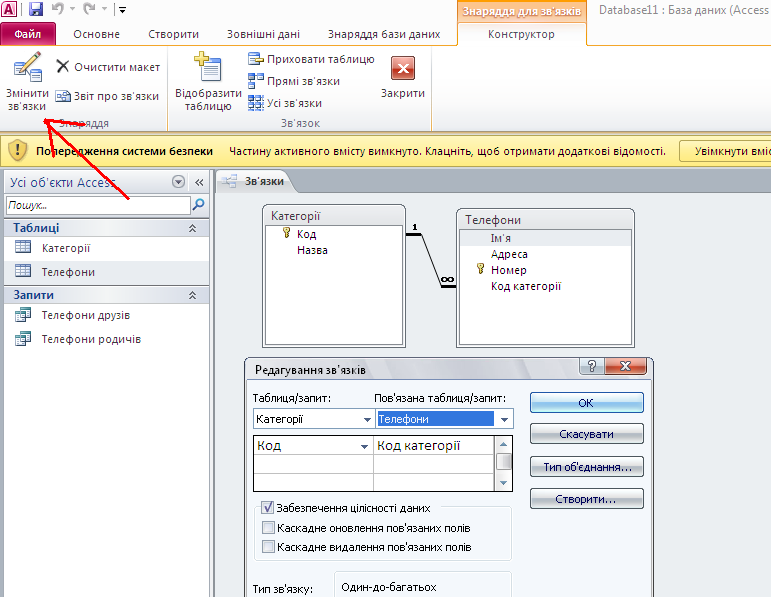 Знаряддя для зв'язків
Database11 : База даних (Access
Файл
Основне
Створити
Зовнішні дані
Знаряддя бази даних
Конструктор
Змінити зв'язки
Очистити макет
Звіт про зв'язки
Знаряддя
Відобразити таблицю
Приховати таблицю
Прямі зв'язки
Усі зв'язки
Закрити
Зв'язок
Попередження системи безпеки
Частину активного вмісту вимкнуто. Клацніть, щоб отримати додаткові відомості.
Увімкнути вміс
Усі об'єкти Access
Пошук...
Таблиці
Категорії
Телефони
Запити
Телефони друзів
Телефони родичів
Зв'язки
Категорії
Код
Назва
1
∞
Телефони
Ім'я
Адреса
Номер
Код категорії
Редагування зв'язків
Таблиця/запит:
Пов'язана таблиця/запит:
Категорії
Телефони
Код
Код категорії
Забезпечення цілісності даних
Каскадне оновлення пов'язаних полів
Каскадне видалення пов'язаних полів
Тип зв'язку:
Один-до-багатьох
ОК
Скасувати
Тип об'єднання...
Створити...